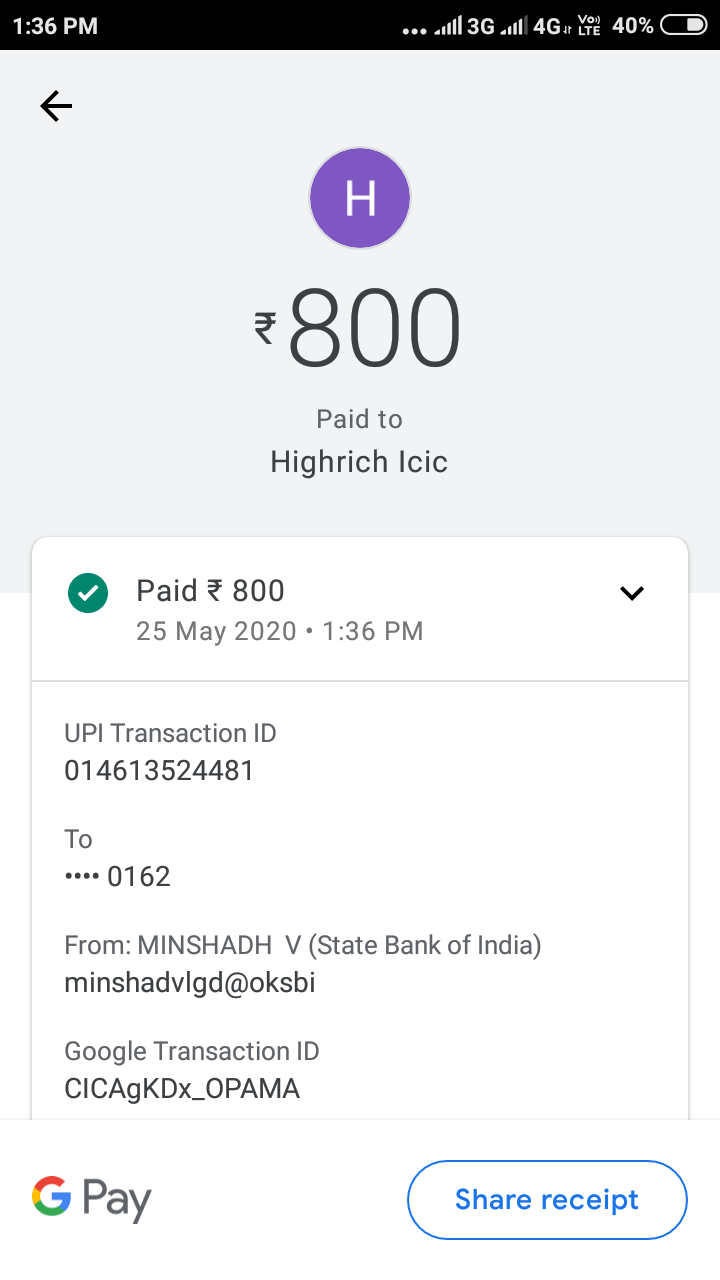 1:36 PM
3G 4G VoLTE 40%
H
₹800
Paid to
Highrich Icic
Paid ₹ 800
25 May 2020 • 1:36 PM
UPI Transaction ID
014613524481
To
•••• 0162
From: MINSHADH  V (State Bank of India)
minshadvlgd@oksbi
Google Transaction ID
CICAgKDx_OPAMA
G Pay
Share receipt